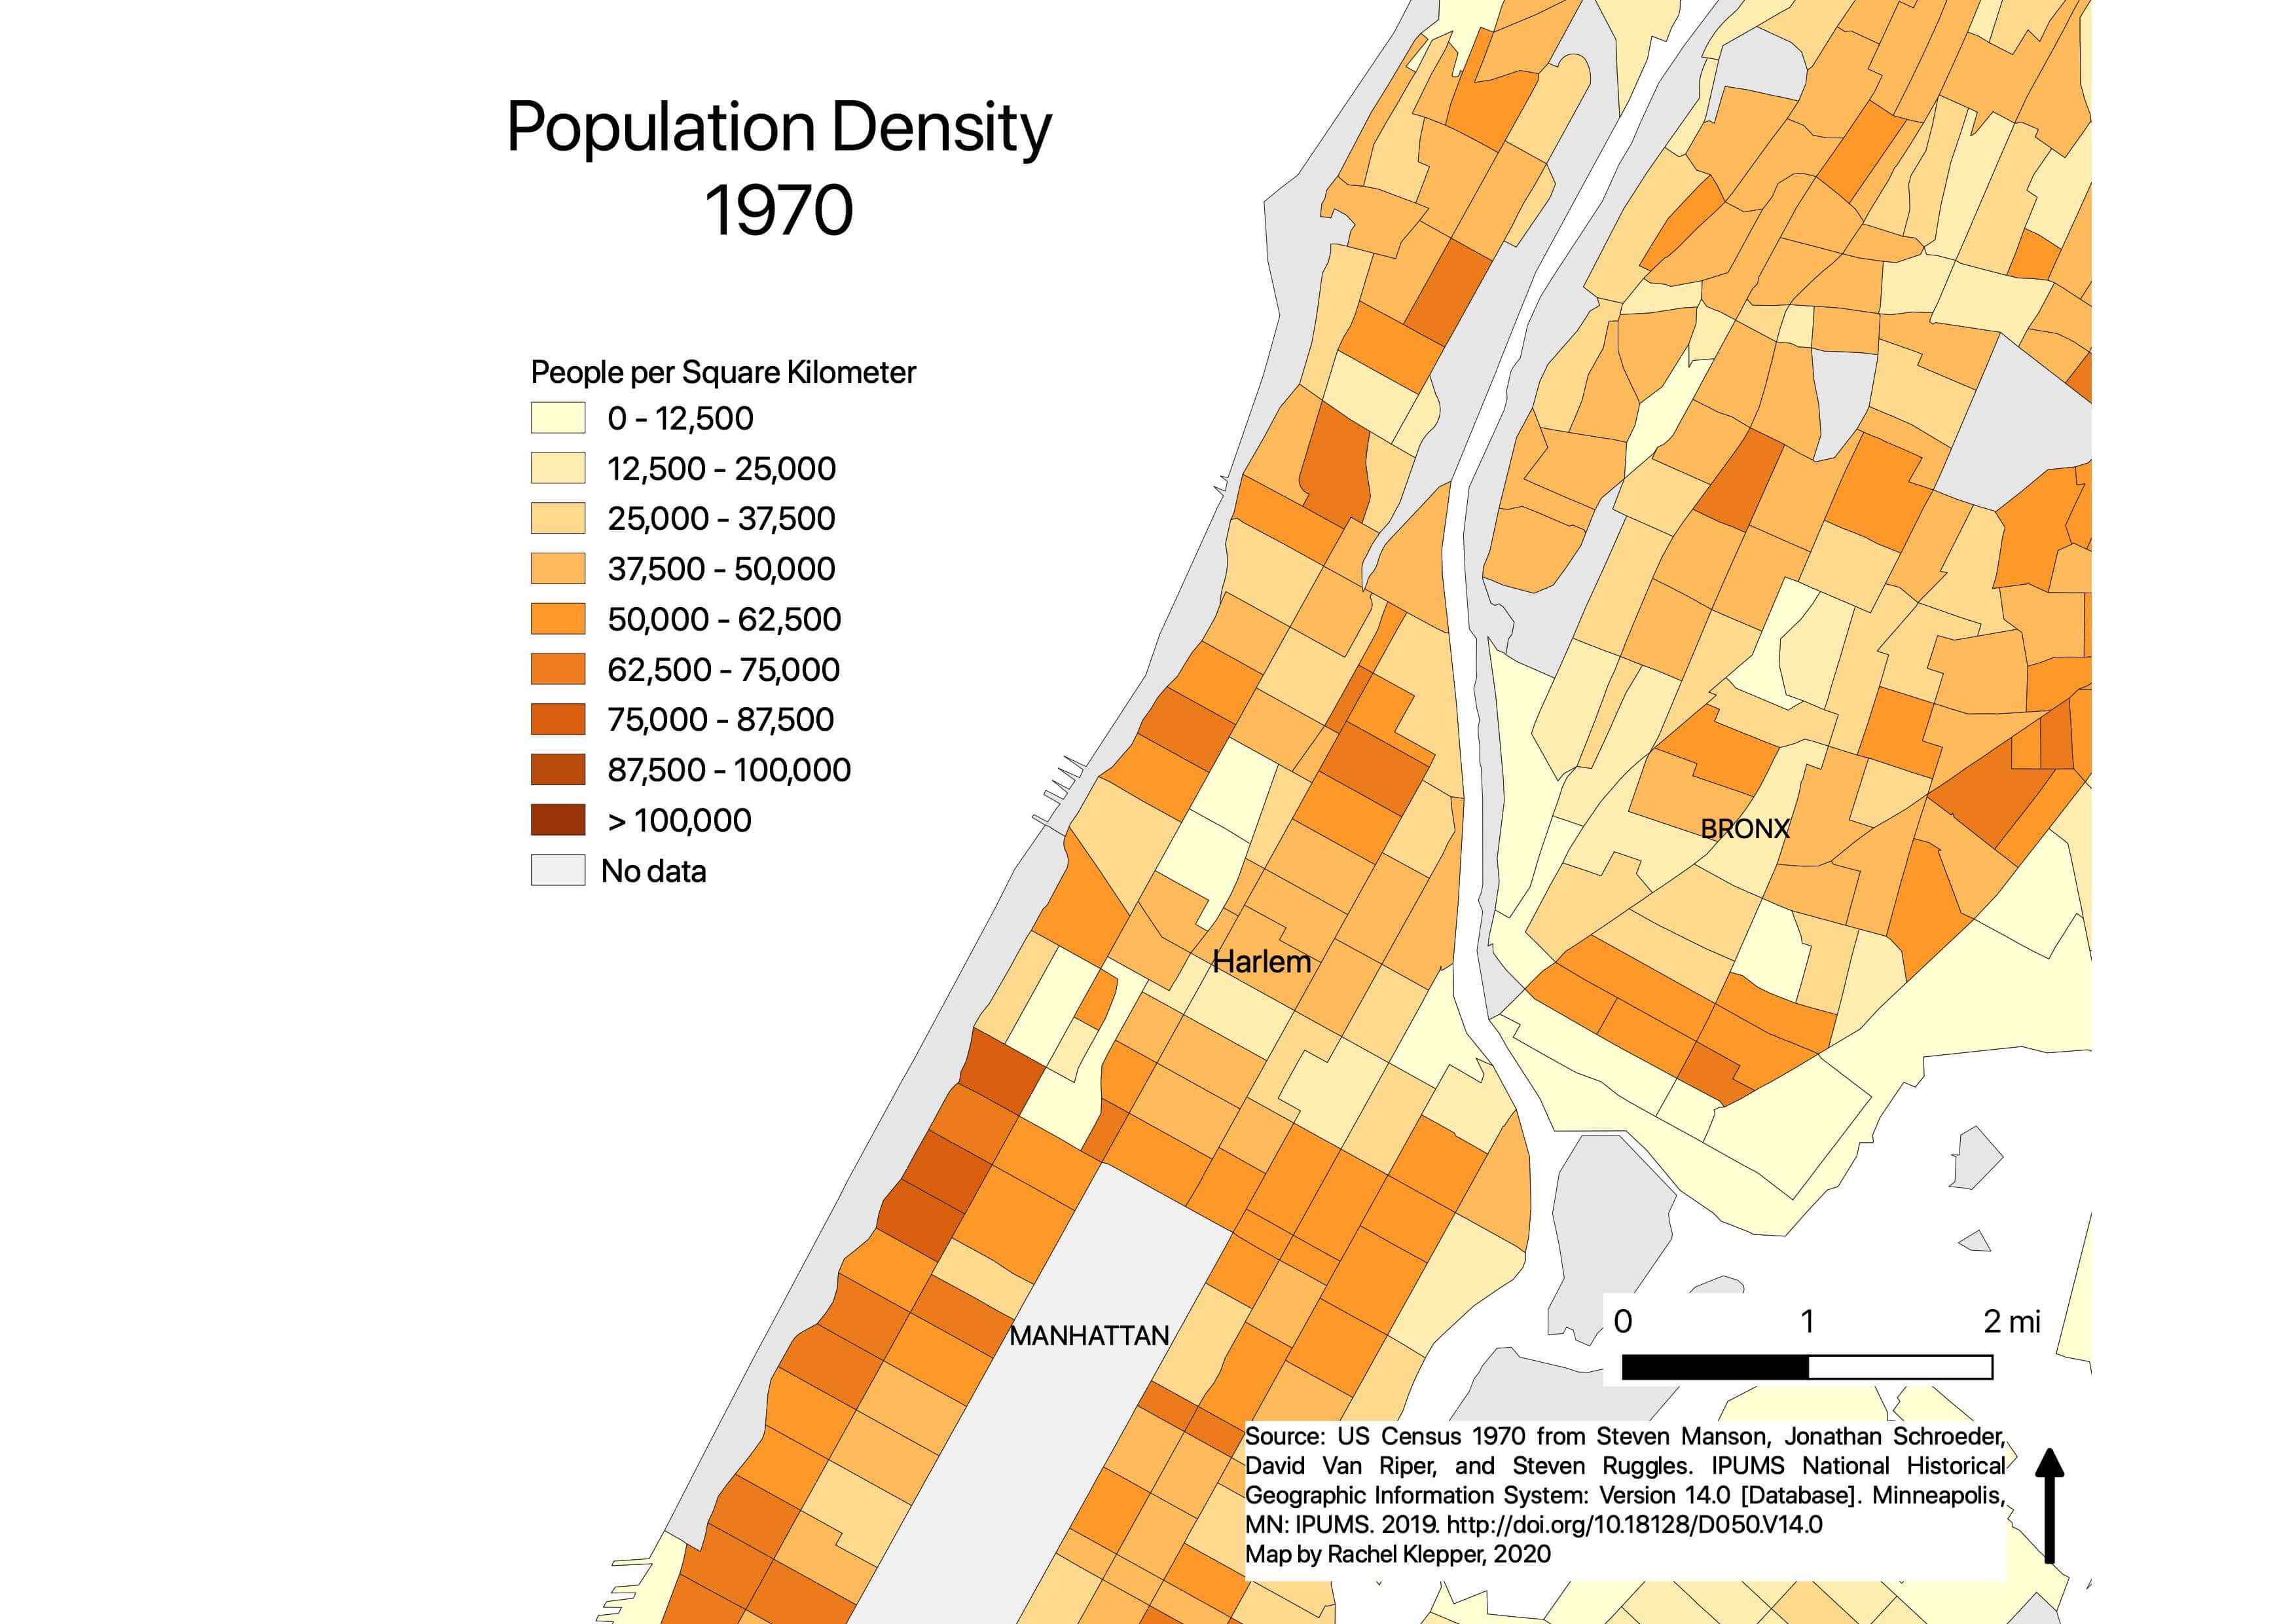 Population Density
1970
People per Square Kilometer
0 - 12,500
12,500 - 25,000
25,000 - 37,500
37,500 - 50,000
50,000 - 62,500
62,500 - 75,000
75,000 - 87,500
87,500 - 100,000
> 100,000
No data
BRONX
Harlem
MANHATTAN
0 1 2 mi
Source: US Census 1970 from Steven Manson, Jonathan Schroeder,
David Van Riper, and Steven Ruggles. IPUMS National Historical
Geographic Information System: Version 14.0 [Database]. Minneapolis,
MN: IPUMS. 2019. http://doi.org/10.18128/D050.V14.0
Map by Rachel Klepper, 2020